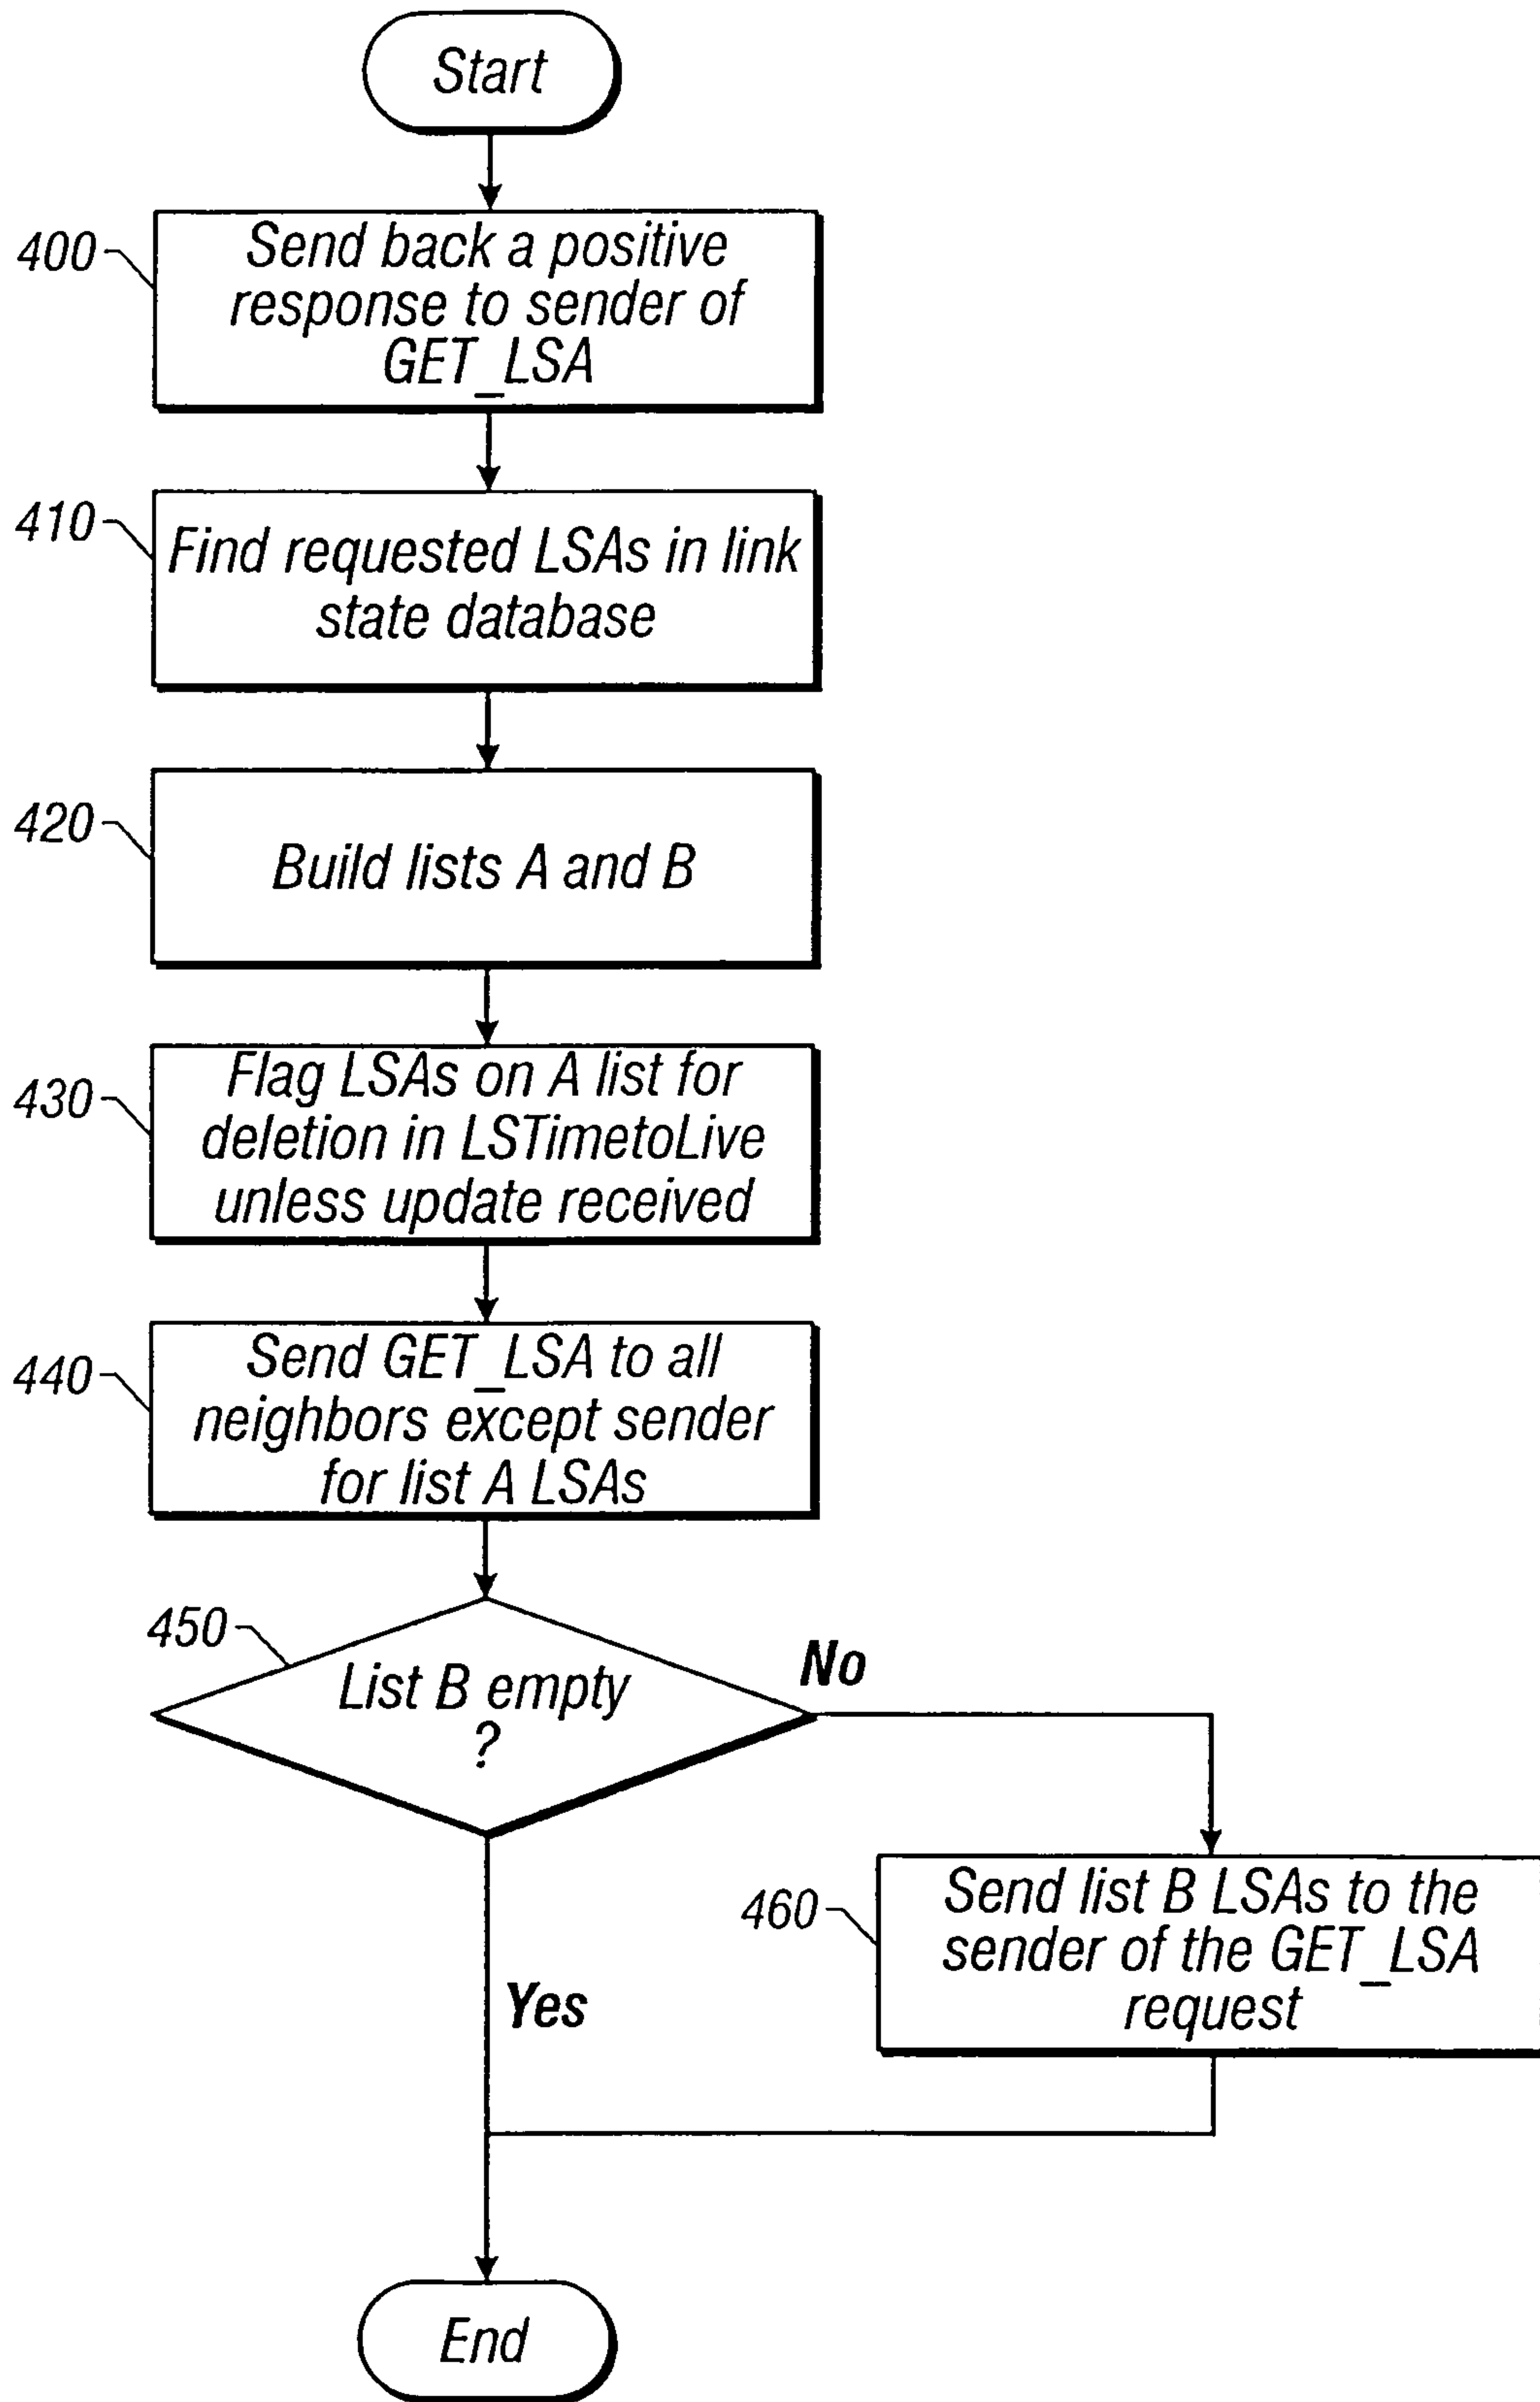 Start
400
Send back a positive
response to sender of
GET_LSA
410
Find requested LSAs in link
state database
420
Build lists A and B
430
Flag LSAs on A list for
deletion in LSTimetoLive
unless update received
440
Send GET_LSA to all
neighbors except sender
for list A LSAs
450
List B empty
?
No
460
Send list B LSAs to the
sender of the GET_LSA
request
Yes
End